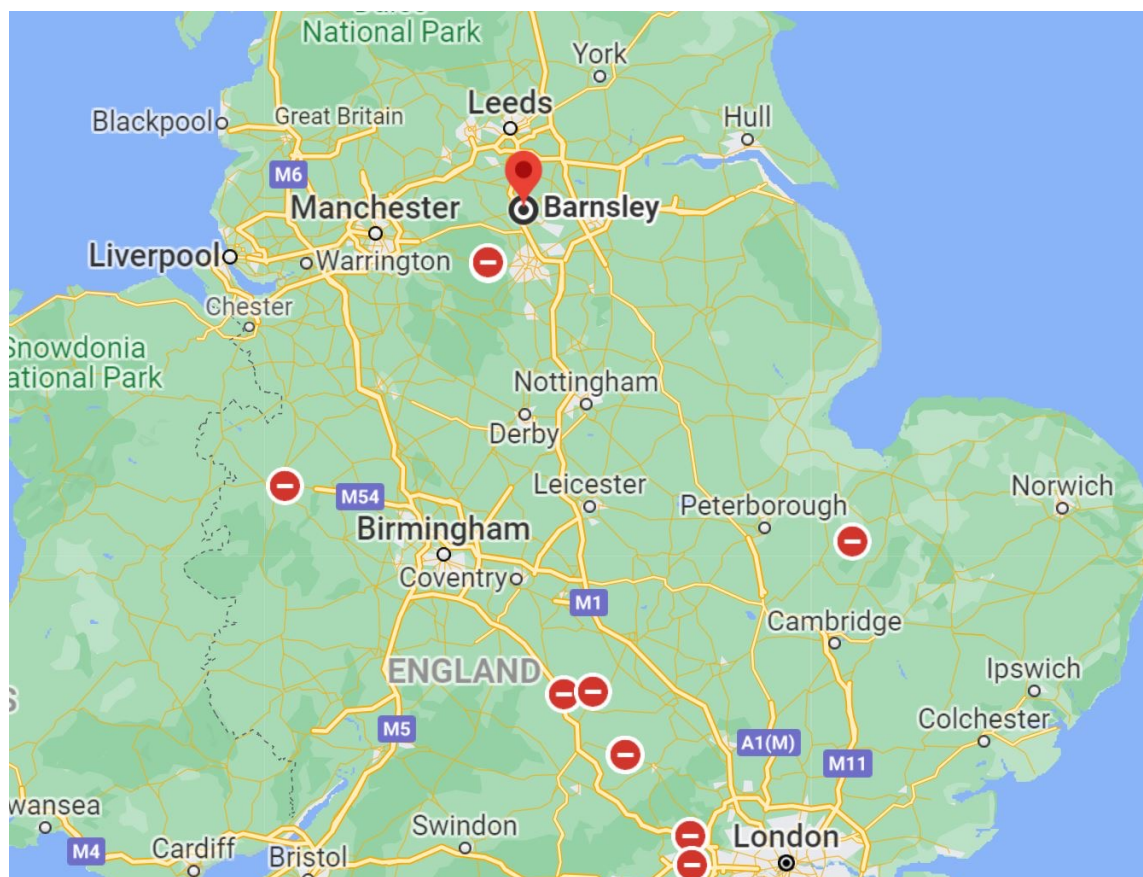 National Park
York
Leeds
Hull
Blackpool
Great Britain
M6
Barnsley
Manchester
Liverpool
Warrington
Chester
Snowdonia
ational Park
Nottingham
Derby
M54
Leicester
Peterborough
Norwich
Birmingham
Coventry
M1
Cambridge
ENGLAND
Ipswich
S
M5
A1(M)
Colchester
M11
wansea
Swindon
London
M4
Cardiff
Bristol